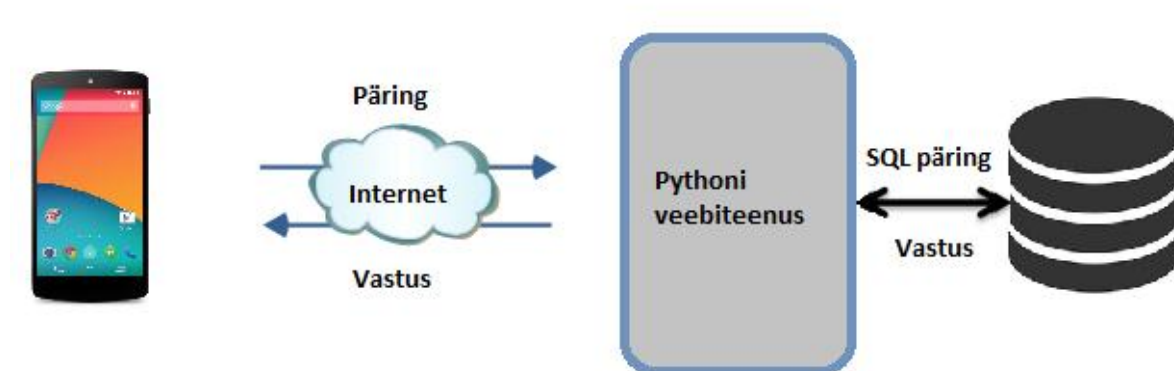 Päring
Internet
Vastus
Pythoni
veebiteenus
SQL päring
Vastus